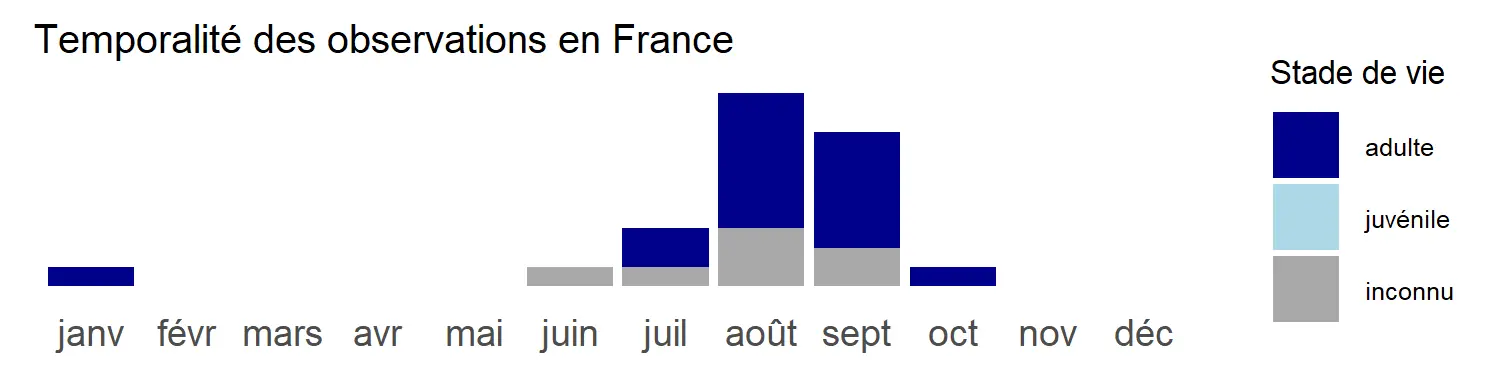 Temporalité des observations en France
Stade de vie
adulte
juvénile
inconnu
janv févr mars avr mai juin juil août sept oct nov déc